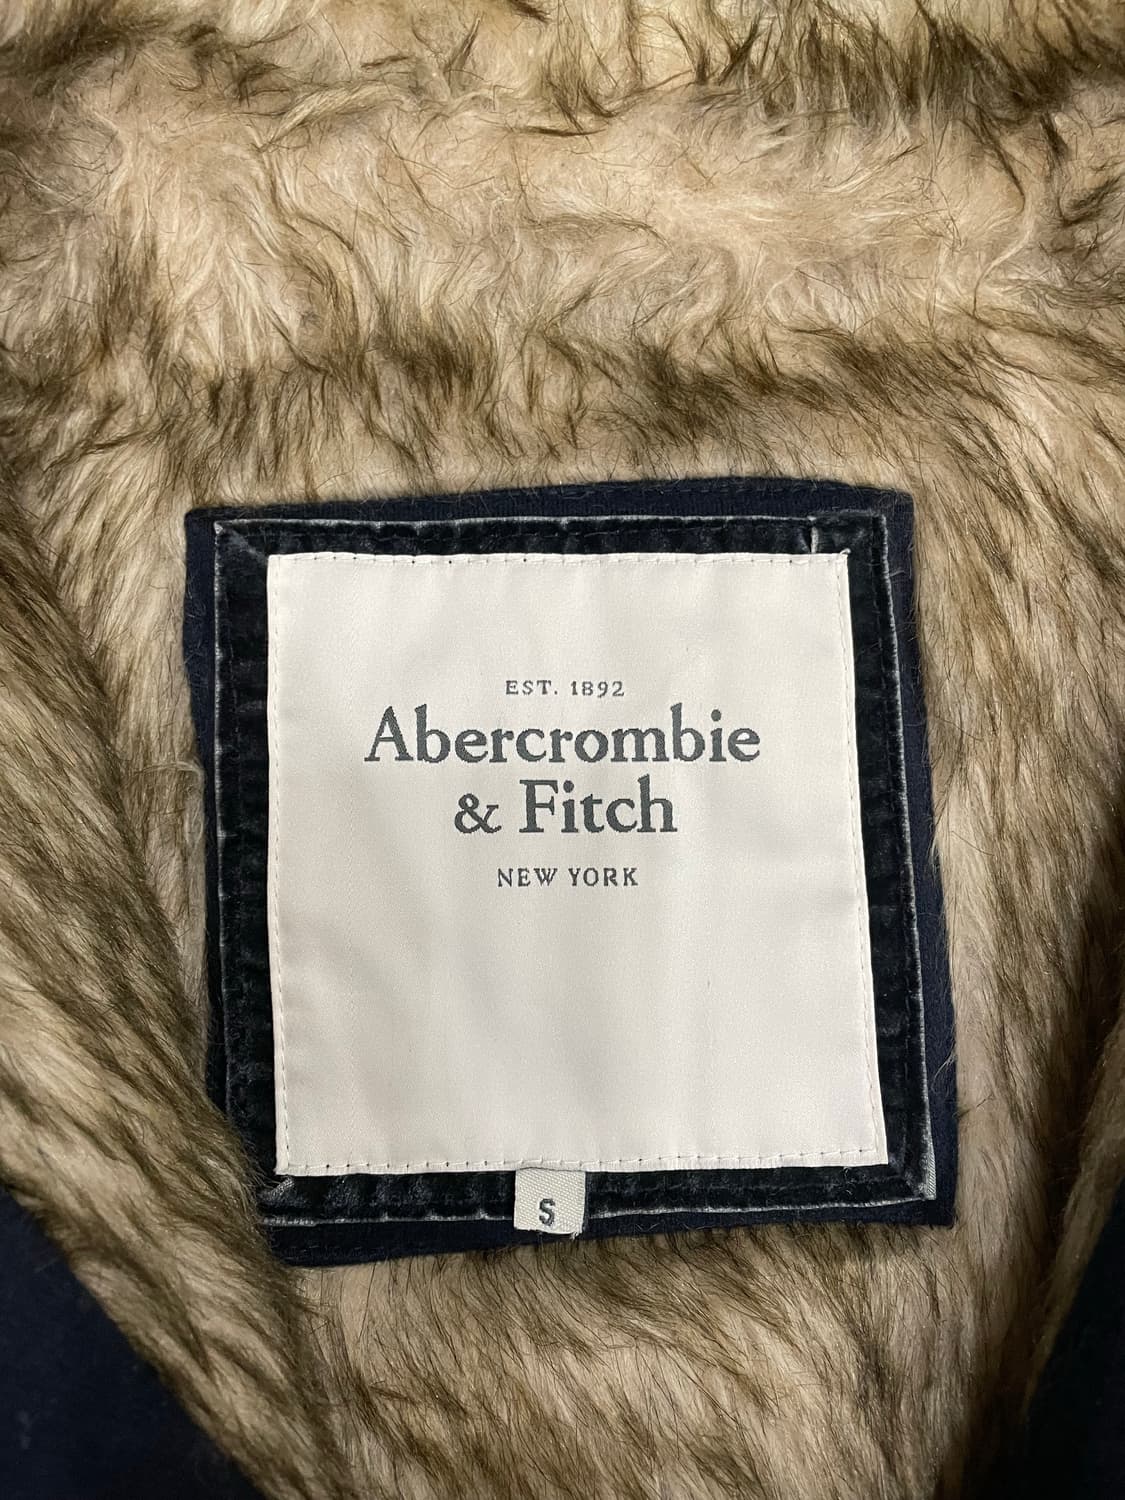 EST. 1892
Abercrombie
& Fitch
NEW YORK
S